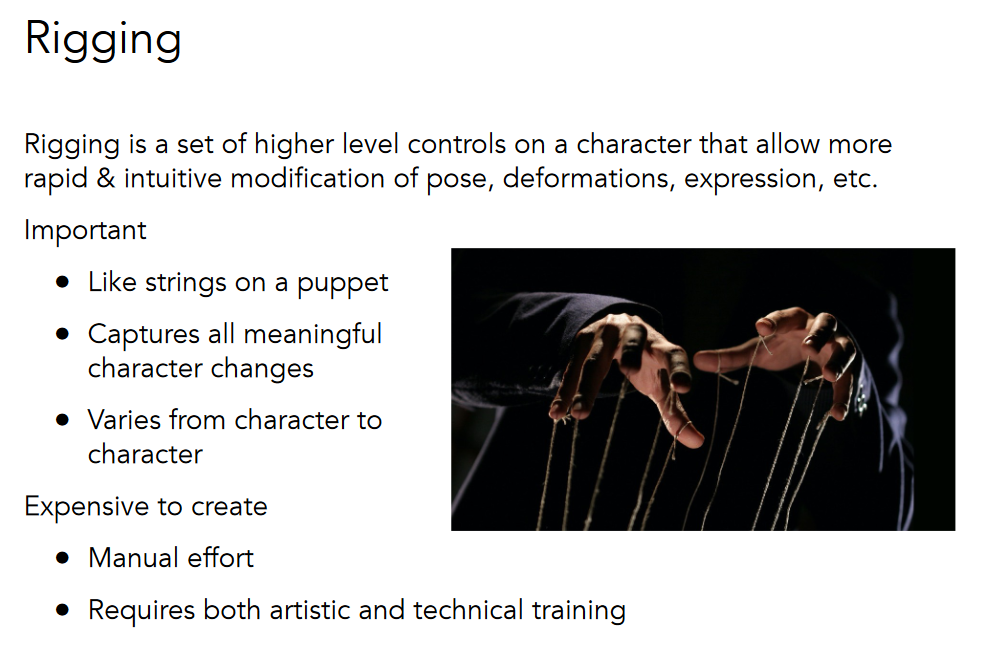 Rigging
Rigging is a set of higher level controls on a character that allow more
rapid & intuitive modification of pose, deformations, expression, etc.
Important
● Like strings on a puppet
● Captures all meaningful
character changes
● Varies from character to
character
Expensive to create
● Manual effort
● Requires both artistic and technical training